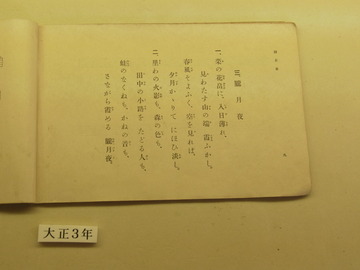 三、朧月夜
一、菜の花畠に、入日薄れ、
見わたす山の端、霞ふかし。
春風そよふく、空を見れば、
夕月かゝりて、にほひ淡し。
二、里わの火影も、森の色も、
田中の小路を、たどる人も、
蛙のなくねも、かねの音も、
さながら霞める 朧月夜。
大正3年